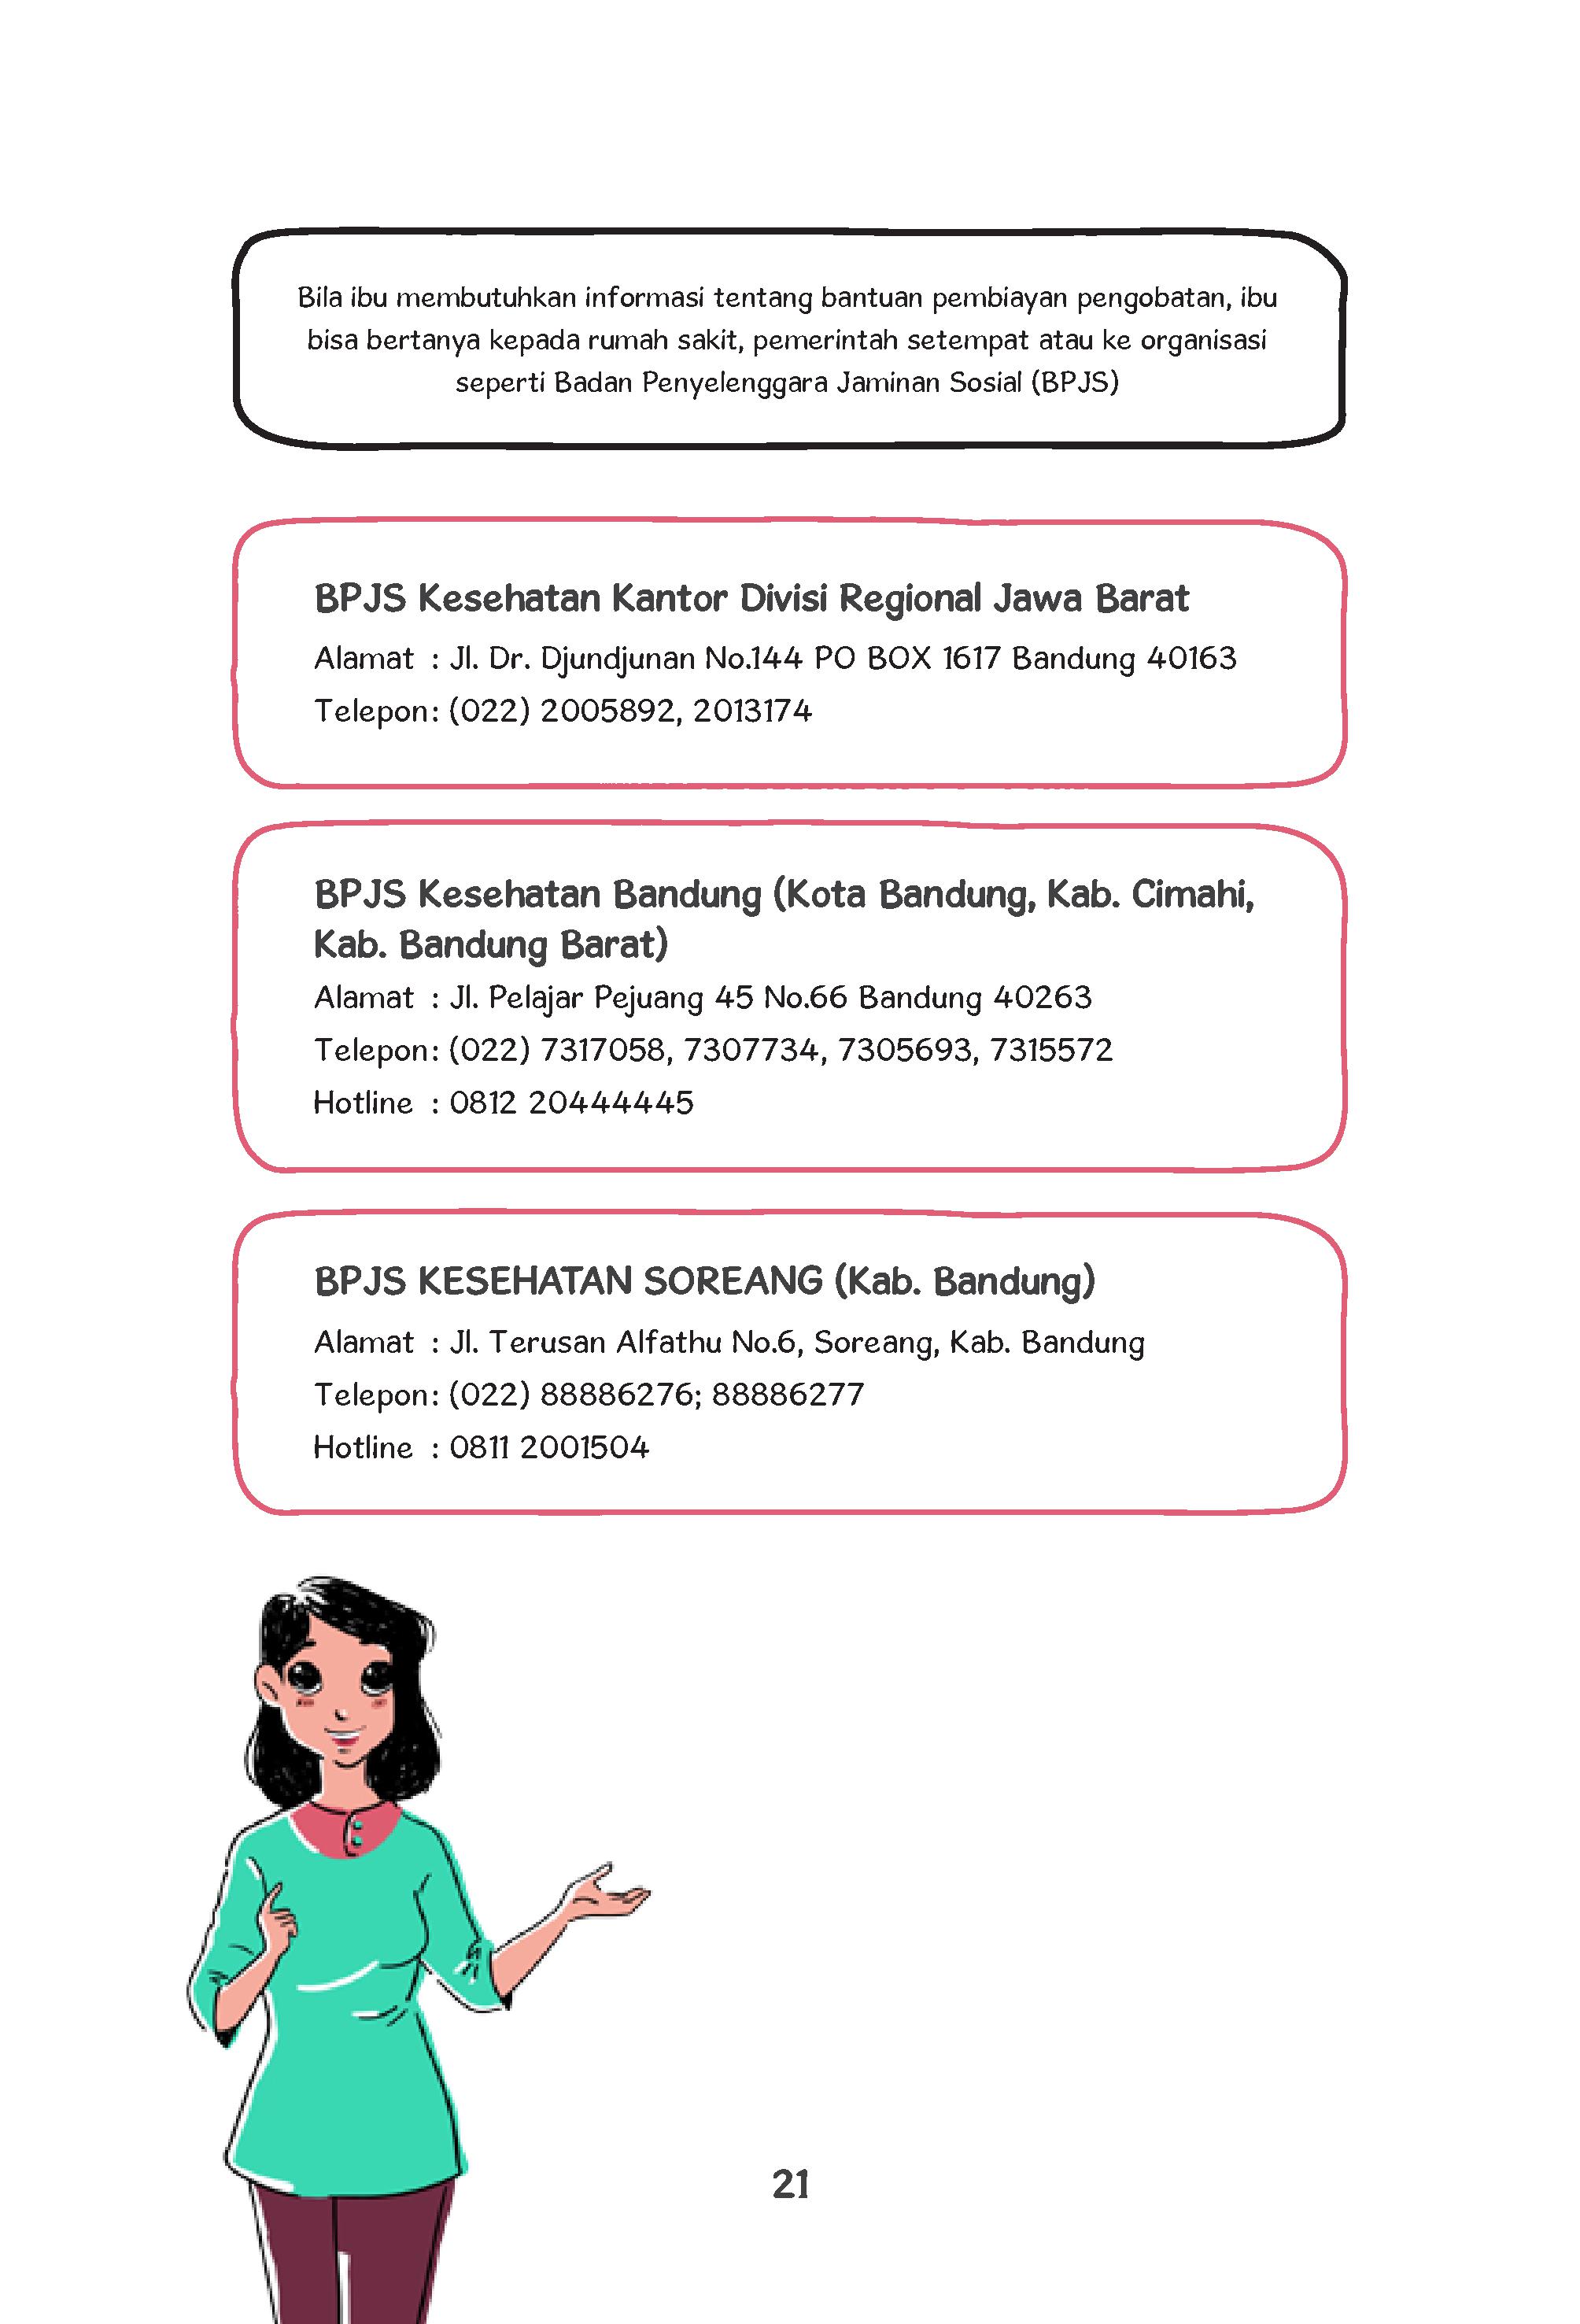 Bila ibu membutuhkan informasi tentang bantuan pembiayan pengobatan, ibu
bisa bertanya kepada rumah sakit, pemerintah setempat atau ke organisasi
seperti Badan Penyelenggara Jaminan Sosial (BPJS)
BPJS Kesehatan Kantor Divisi Regional Jawa Barat
Alamat : Jl. Dr. Djundjunan No.144 PO BOX 1617 Bandung 40163
Telepon: (022) 2005892, 2013174
BPJS Kesehatan Bandung (Kota Bandung, Kab. Cimahi,
Kab. Bandung Barat)
Alamat : Jl. Pelajar Pejuang 45 No.66 Bandung 40263
Telepon: (022) 7317058, 7307734, 7305693, 7315572
Hotline : 0812 20444445
BPJS KESEHATAN SOREANG (Kab. Bandung)
Alamat : Jl. Terusan Alfathu No.6, Soreang, Kab. Bandung
Telepon: (022) 88886276; 88886277
Hotline : 0811 2001504
21